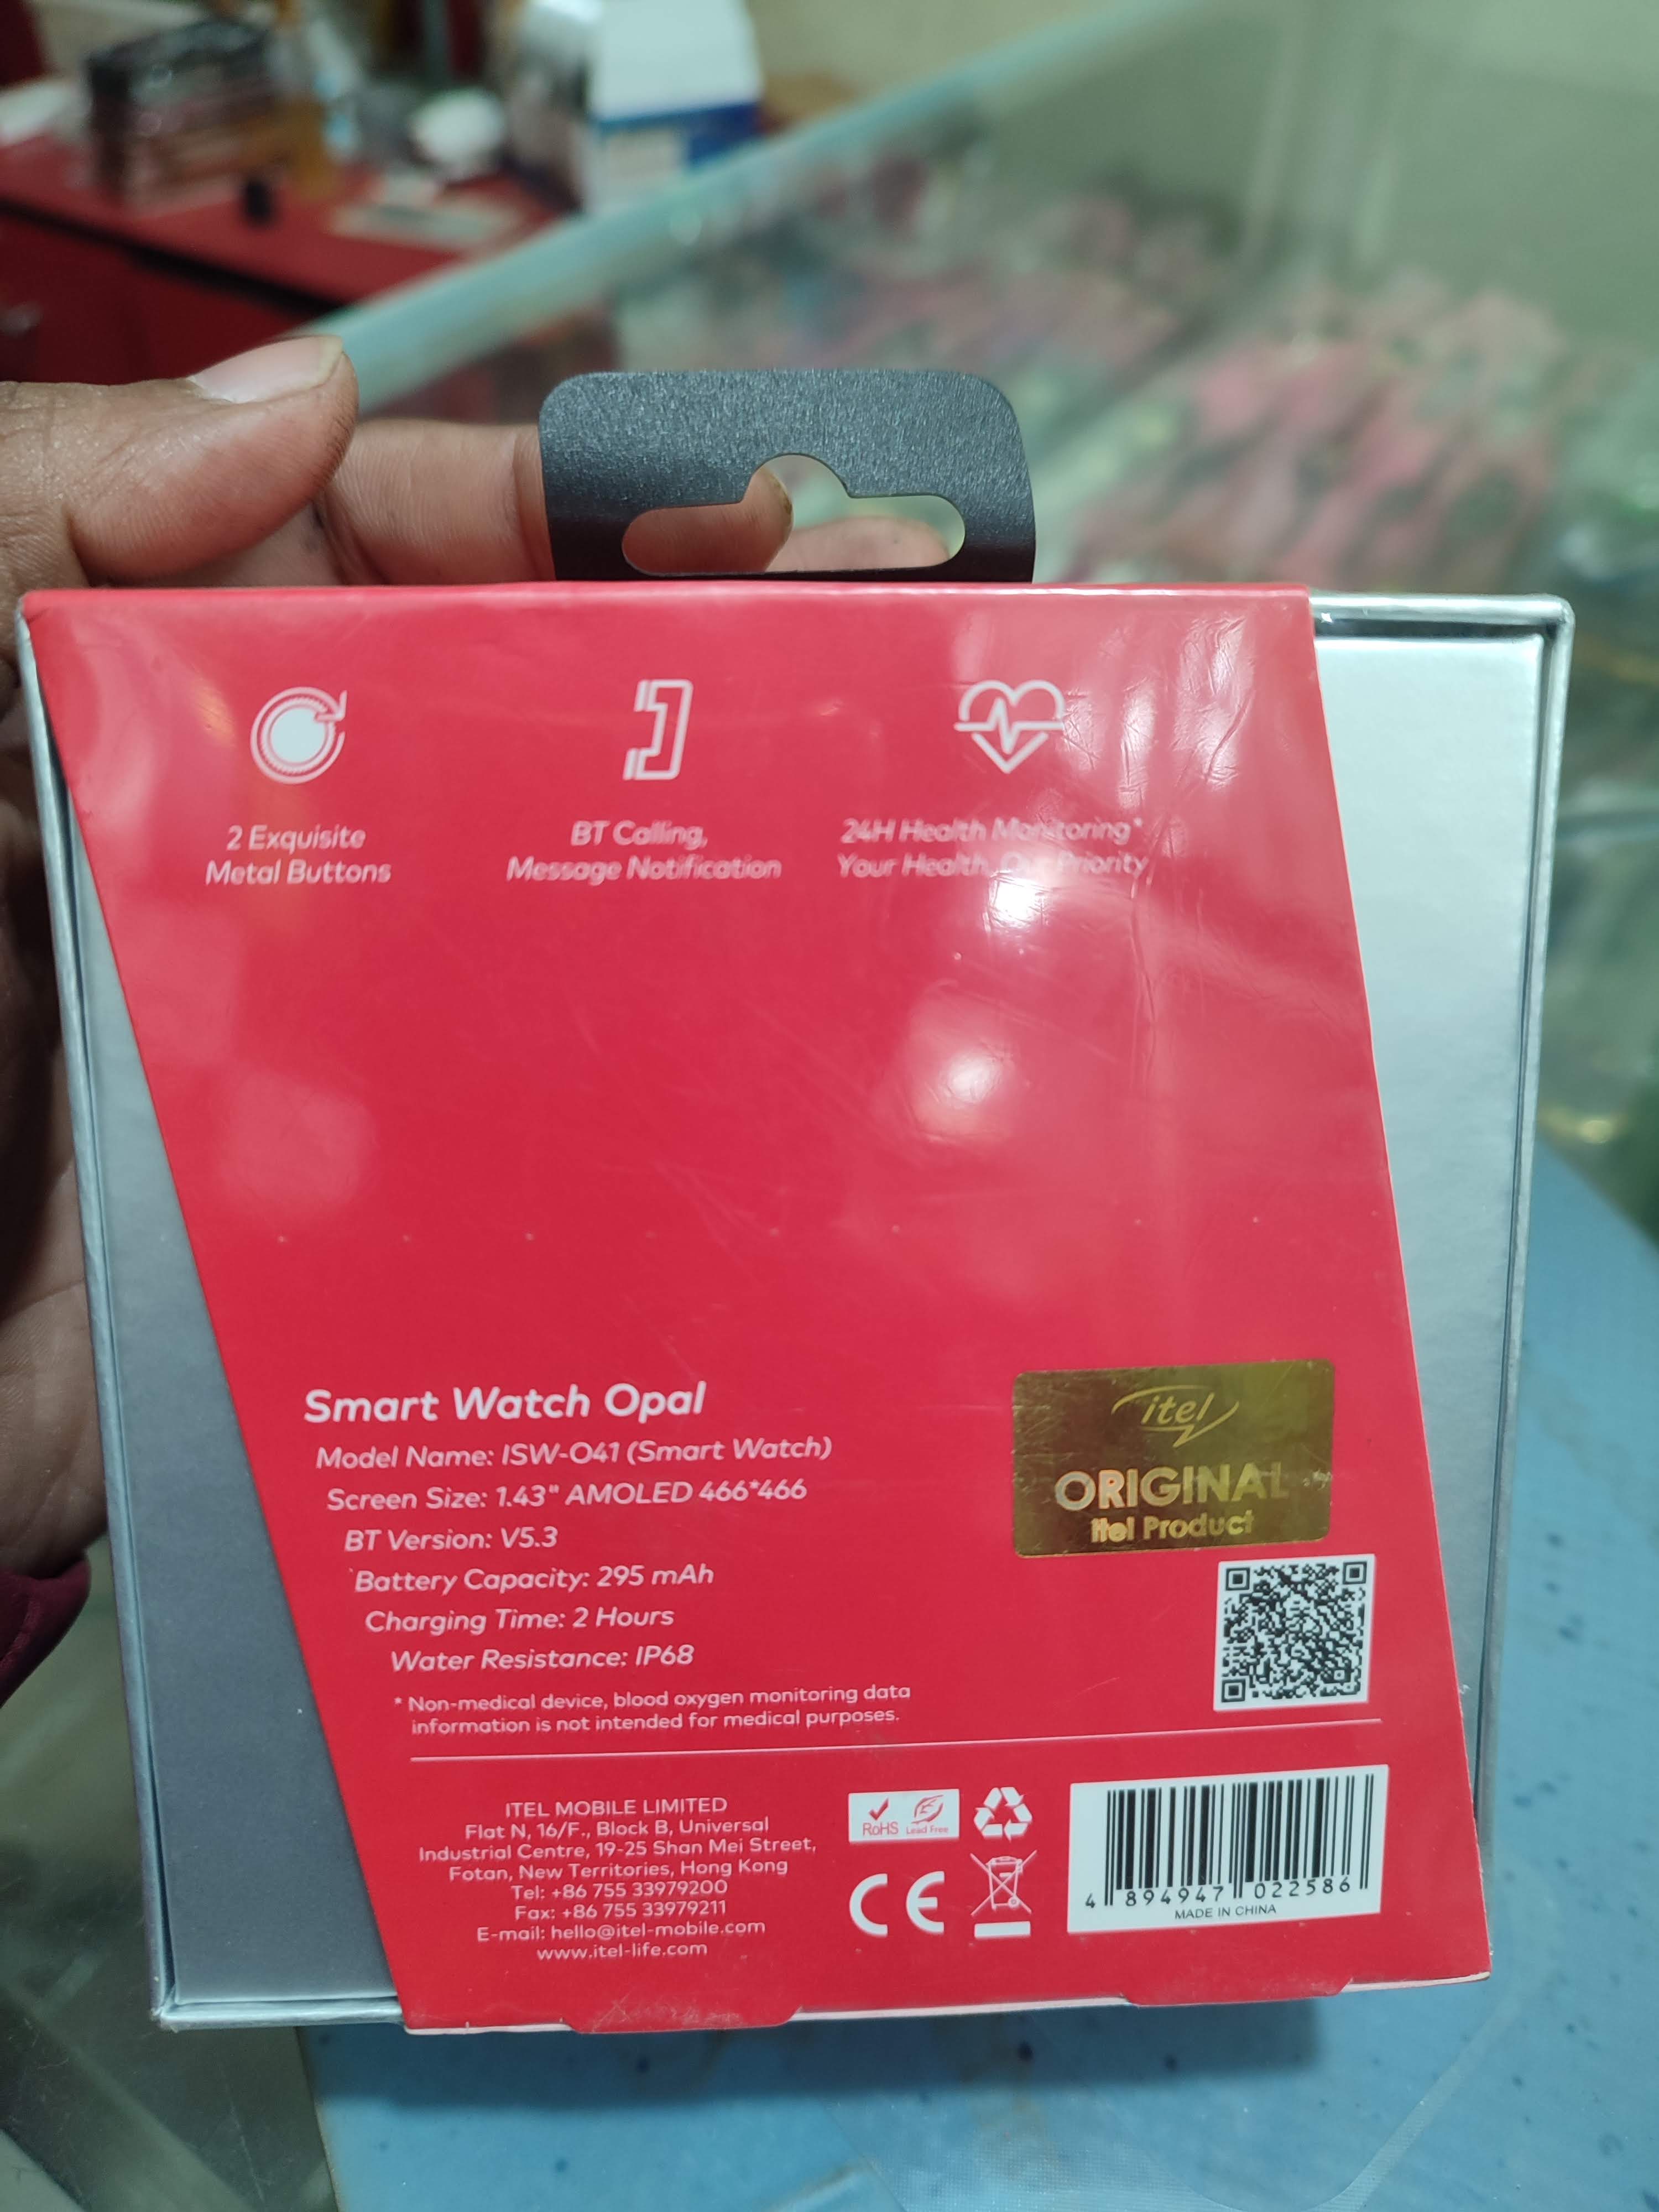 2 Exquisite
Metal Buttons
BT Calling,
Message Notification
24H Health Monitoring*
Your Health, Our Priority
Smart Watch Opal
Model Name: ISW-O41 (Smart Watch)
Screen Size: 1.43" AMOLED 466*466
BT Version: V5.3
Battery Capacity: 295 mAh
Charging Time: 2 Hours
Water Resistance: IP68
* Non-medical device, blood oxygen monitoring data
information is not intended for medical purposes.
itel
ORIGINAL
itel Product
ITEL MOBILE LIMITED
Flat N, 16/F., Block B, Universal
Industrial Centre, 19-25 Shan Mei Street,
Fotan, New Territories, Hong Kong
Tel: +86 755 33979200
Fax: +86 755 33979211
E-mail: hello@itel-mobile.com
www.itel-life.com
RoHS Lead Free
CE
4 894947 022586
MADE IN CHINA